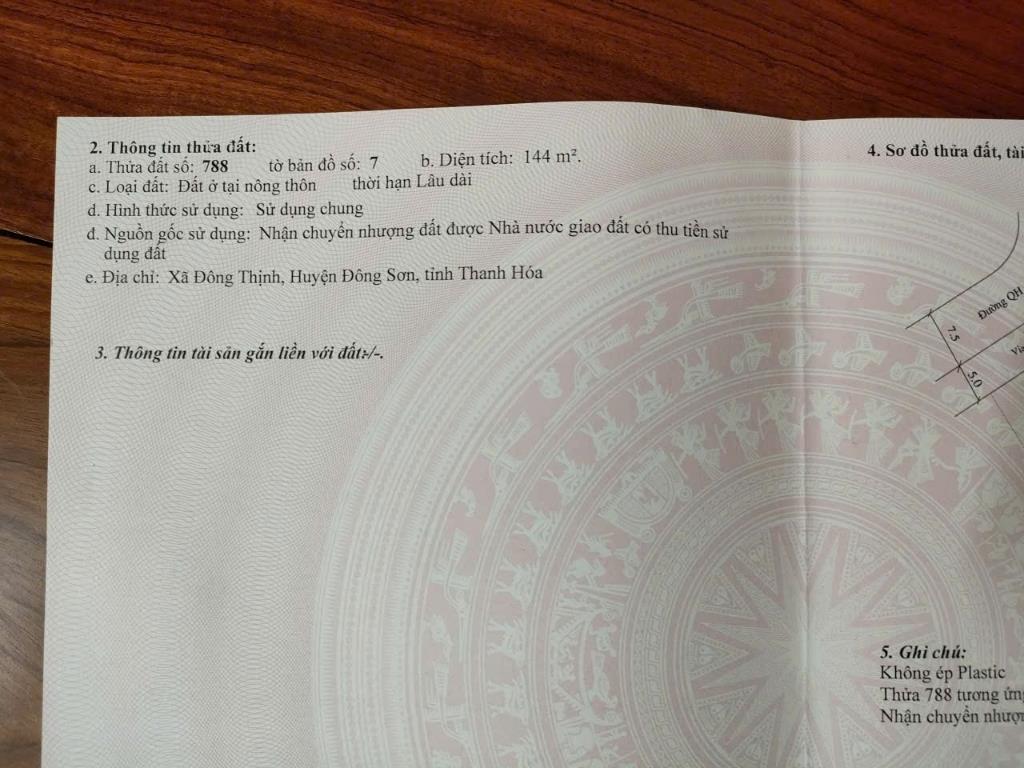 2. Thông tin thửa đất:
a. Thửa đất số: 788 tờ bản đồ số: 7 b. Diện tích: 144 m².
c. Loại đất: Đất ở tại nông thôn thời hạn Lâu dài
d. Hình thức sử dụng: Sử dụng chung
đ. Nguồn gốc sử dụng: Nhận chuyển nhượng đất được Nhà nước giao đất có thu tiền sử
dụng đất
e. Địa chỉ: Xã Đông Thịnh, Huyện Đông Sơn, tỉnh Thanh Hóa
3. Thông tin tài sản gắn liền với đất:-/-.
4. Sơ đồ thửa đất, tài
Đường QH
7.5
5.0
5. Ghi chú:
Không ép Plastic
Thửa 788 tương ứng
Nhận chuyển